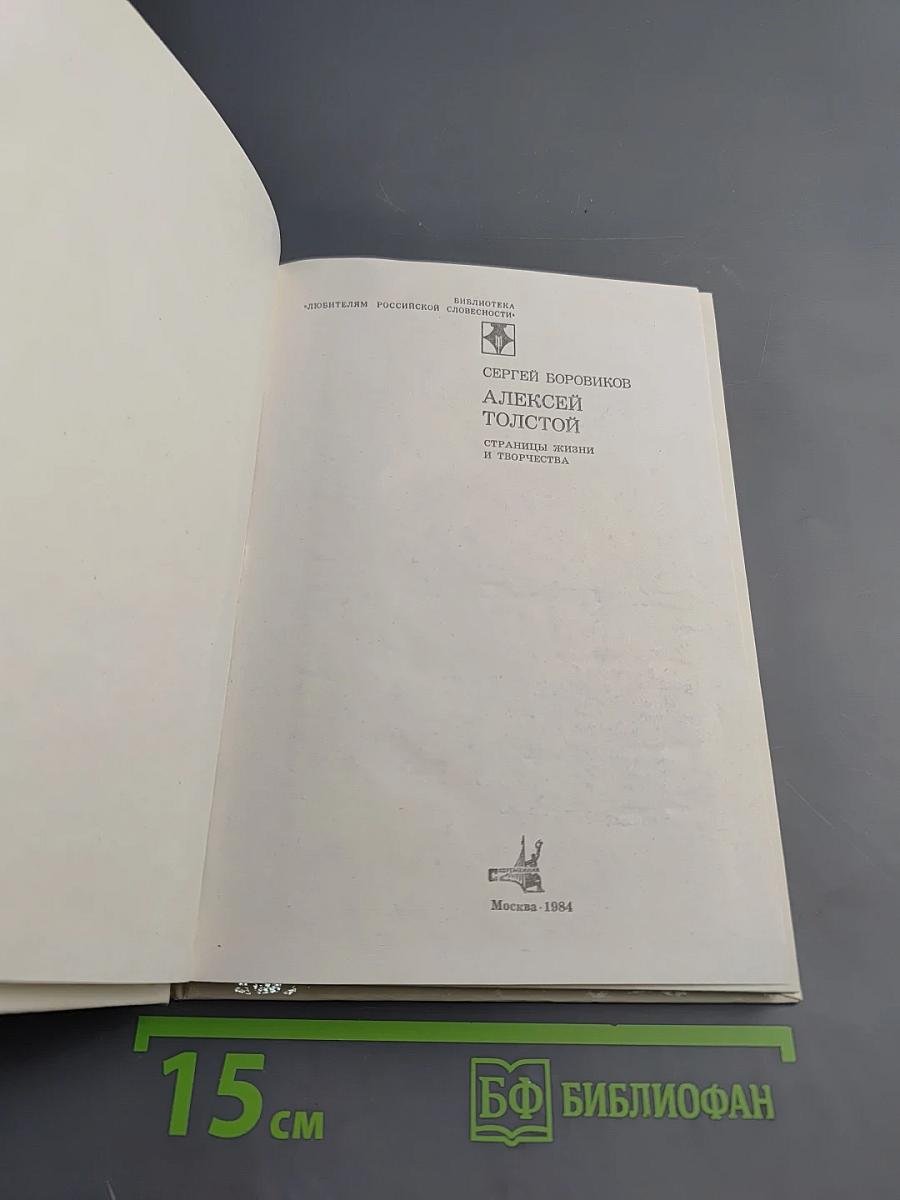 БИБЛИОТЕКА
«ЛЮБИТЕЛЯМ РОССИЙСКОЙ СЛОВЕСНОСТИ»
СЕРГЕЙ БОРОВИКОВ
АЛЕКСЕЙ
ТОЛСТОЙ
СТРАНИЦЫ ЖИЗНИ
И ТВОРЧЕСТВА
Москва · 1984
15 см
БФ БИБЛИОФАН